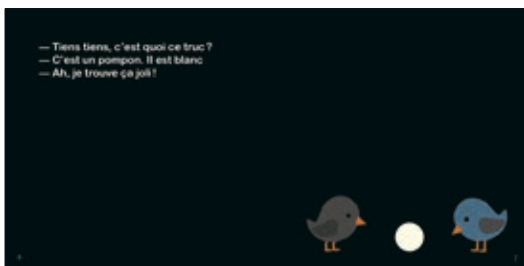 — Tiens tiens, c'est quoi ce truc ?
— C'est un pompon. Il est blanc
— Ah, je trouve ça joli !